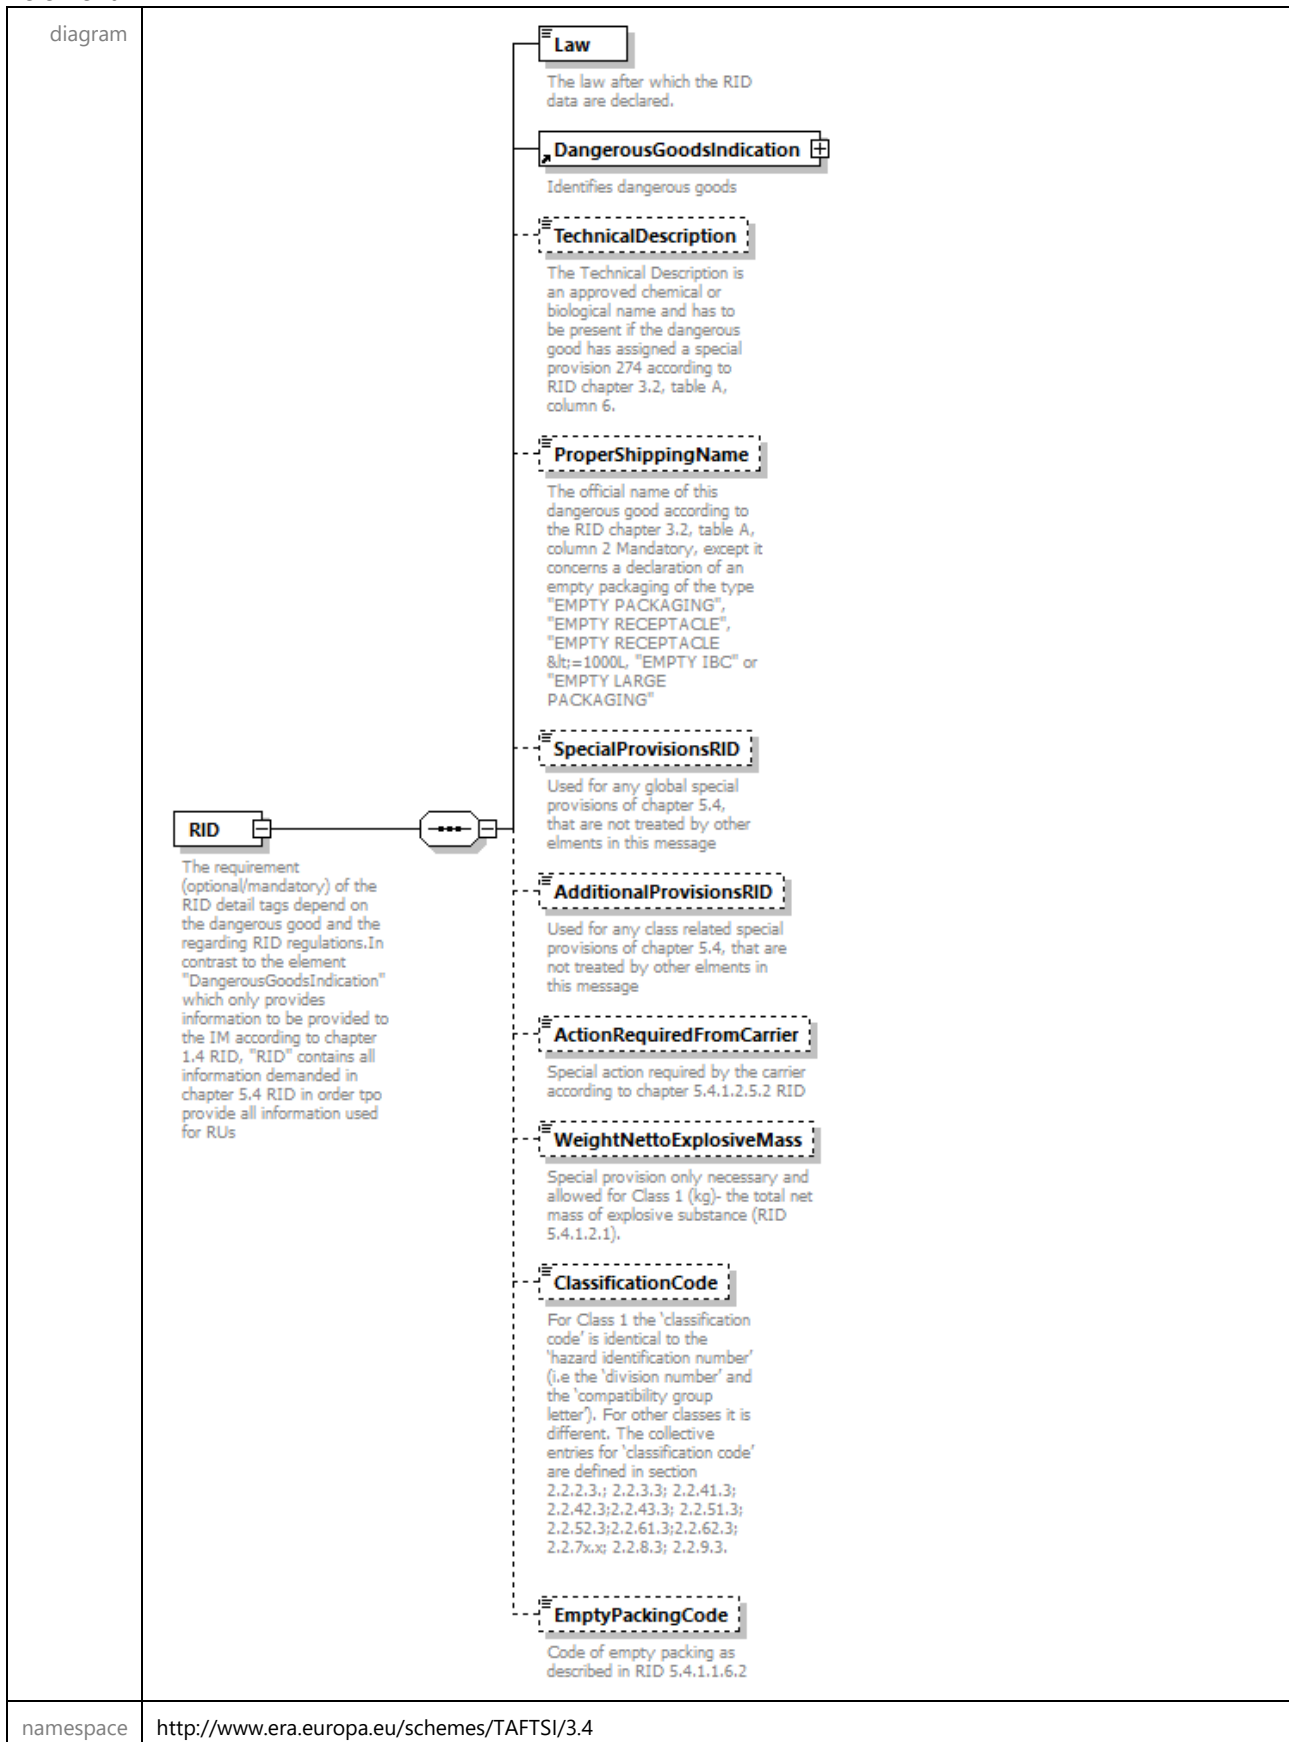 diagram
Law
The law after which the RID
data are declared.
DangerousGoodsIndication
Identifies dangerous goods
TechnicalDescription
The Technical Description is
an approved chemical or
biological name and has to
be present if the dangerous
good has assigned a special
provision 274 according to
RID chapter 3.2, table A,
column 6.
ProperShippingName
The official name of this
dangerous good according to
the RID chapter 3.2, table A,
column 2 Mandatory, except it
concerns a declaration of an
empty packaging of the type
"EMPTY PACKAGING",
"EMPTY RECEPTACLE",
"EMPTY RECEPTACLE
&lt;=1000L, "EMPTY IBC" or
"EMPTY LARGE
PACKAGING"
SpecialProvisionsRID
Used for any global special
provisions of chapter 5.4,
that are not treated by other
elments in this message
RID
The requirement
(optional/mandatory) of the
RID detail tags depend on
the dangerous good and the
regarding RID regulations.In
contrast to the element
"DangerousGoodsIndication"
which only provides
information to be provided to
the IM according to chapter
1.4 RID, "RID" contains all
information demanded in
chapter 5.4 RID in order tpo
provide all information used
for RUs
AdditionalProvisionsRID
Used for any class related special
provisions of chapter 5.4, that are
not treated by other elments in
this message
ActionRequiredFromCarrier
Special action required by the carrier
according to chapter 5.4.1.2.5.2 RID
WeightNettoExplosiveMass
Special provision only necessary and
allowed for Class 1 (kg)- the total net
mass of explosive substance (RID
5.4.1.2.1).
ClassificationCode
For Class 1 the ‘classification
code’ is identical to the
‘hazard identification number’
(i.e the ‘division number’ and
the ‘compatibility group
letter’). For other classes it is
different. The collective
entries for ‘classification code’
are defined in section
2.2.2.3.; 2.2.3.3; 2.2.41.3;
2.2.42.3;2.2.43.3; 2.2.51.3;
2.2.52.3;2.2.61.3;2.2.62.3;
2.2.7x.x; 2.2.8.3; 2.2.9.3.
EmptyPackingCode
Code of empty packing as
described in RID 5.4.1.1.6.2
namespace
http://www.era.europa.eu/schemes/TAFTSI/3.4